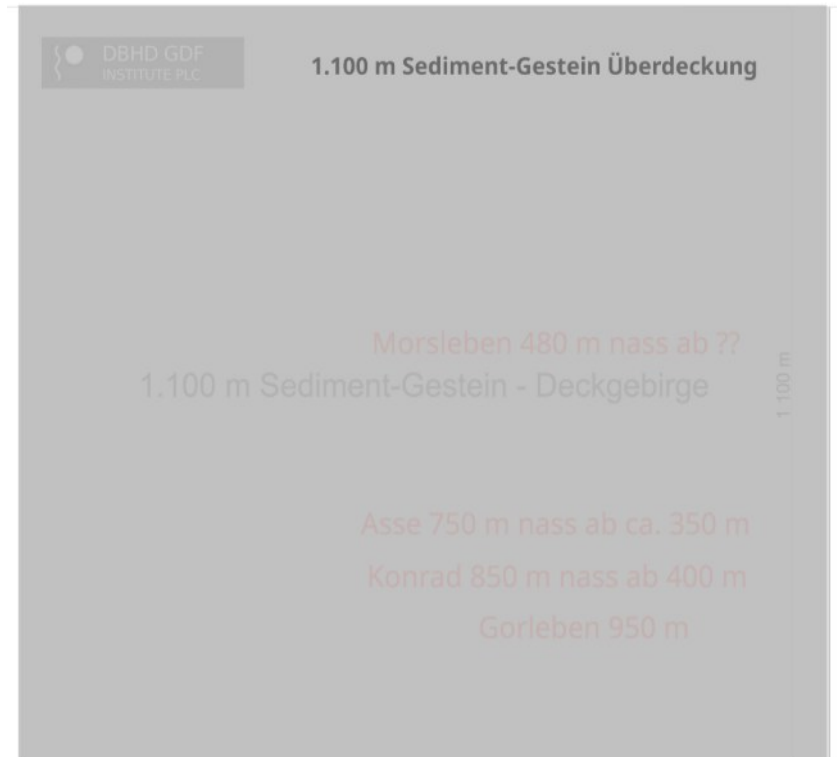 DBHD GDF
INSTITUTE PLC
1.100 m Sediment-Gestein Überdeckung
Morsleben 480 m nass ab ??
1.100 m Sediment-Gestein - Deckgebirge
1 100 m
Asse 750 m nass ab ca. 350 m
Konrad 850 m nass ab 400 m
Gorleben 950 m